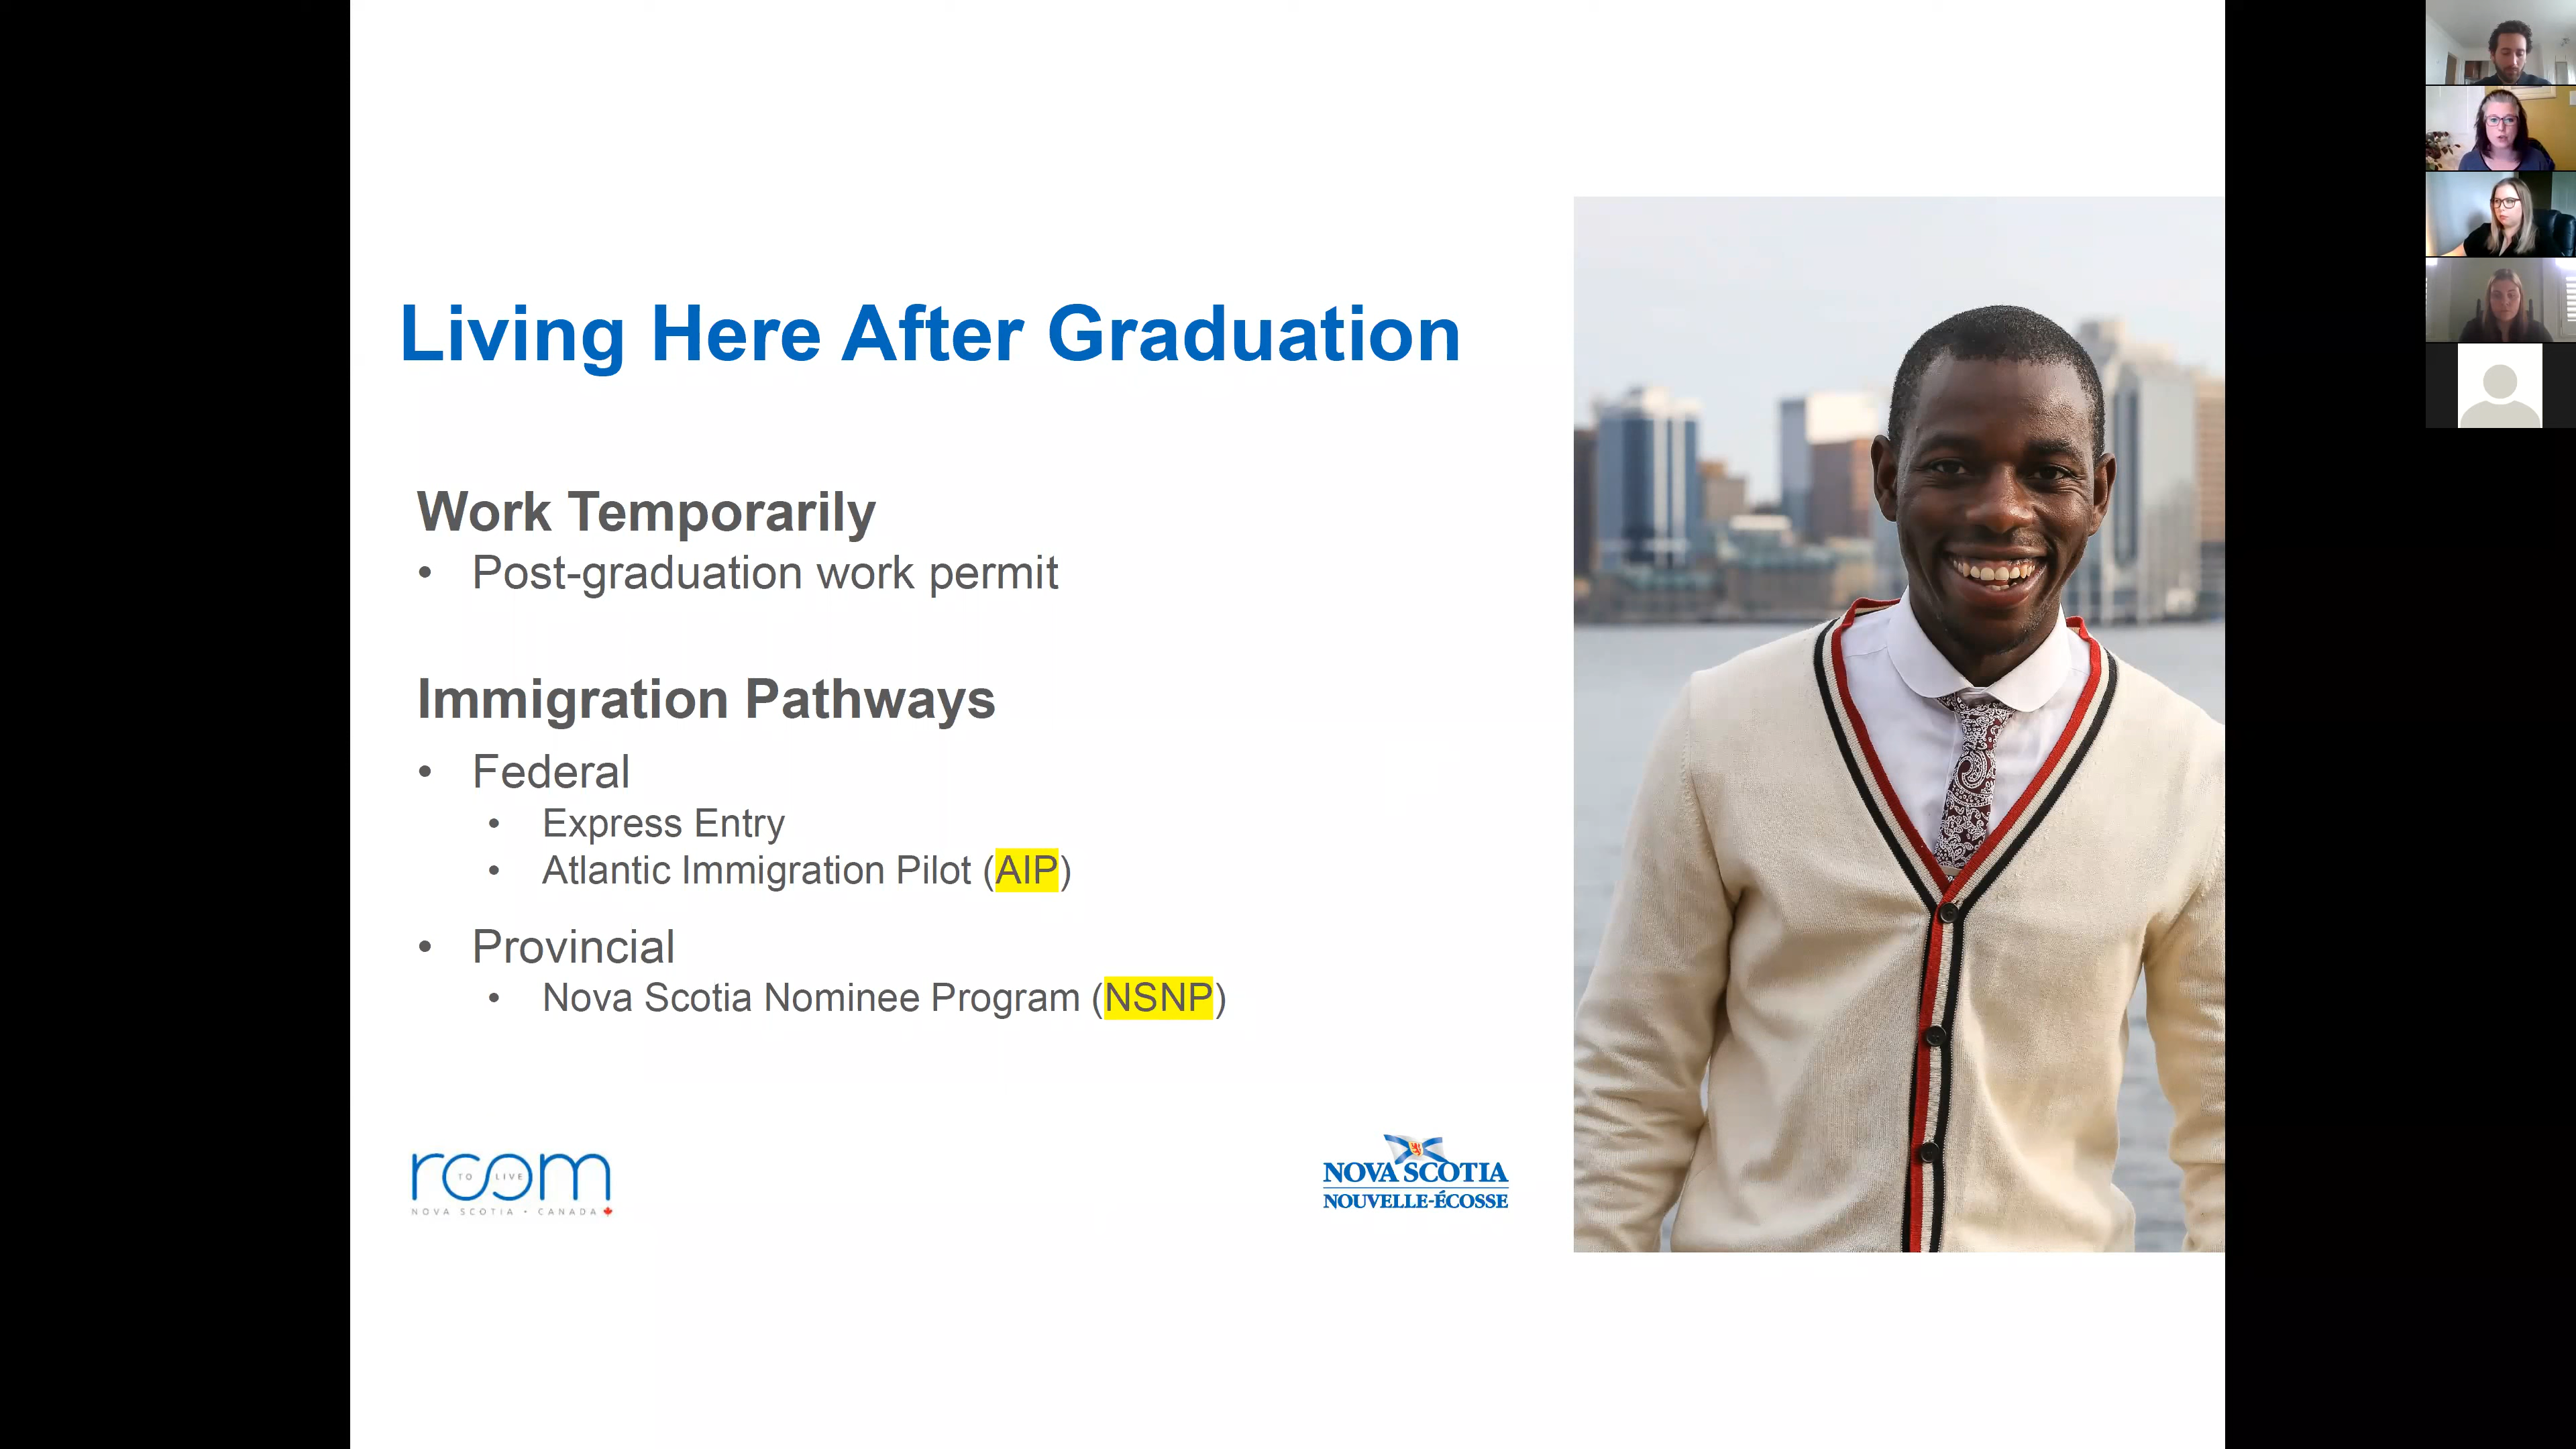 Living Here After Graduation
Work Temporarily
• Post-graduation work permit
Immigration Pathways
• Federal
• Express Entry
• Atlantic Immigration Pilot (AIP)
• Provincial
• Nova Scotia Nominee Program (NSNP)
room
TO LIVE
NOVA SCOTIA • CANADA
NOVA SCOTIA
NOUVELLE-ÉCOSSE